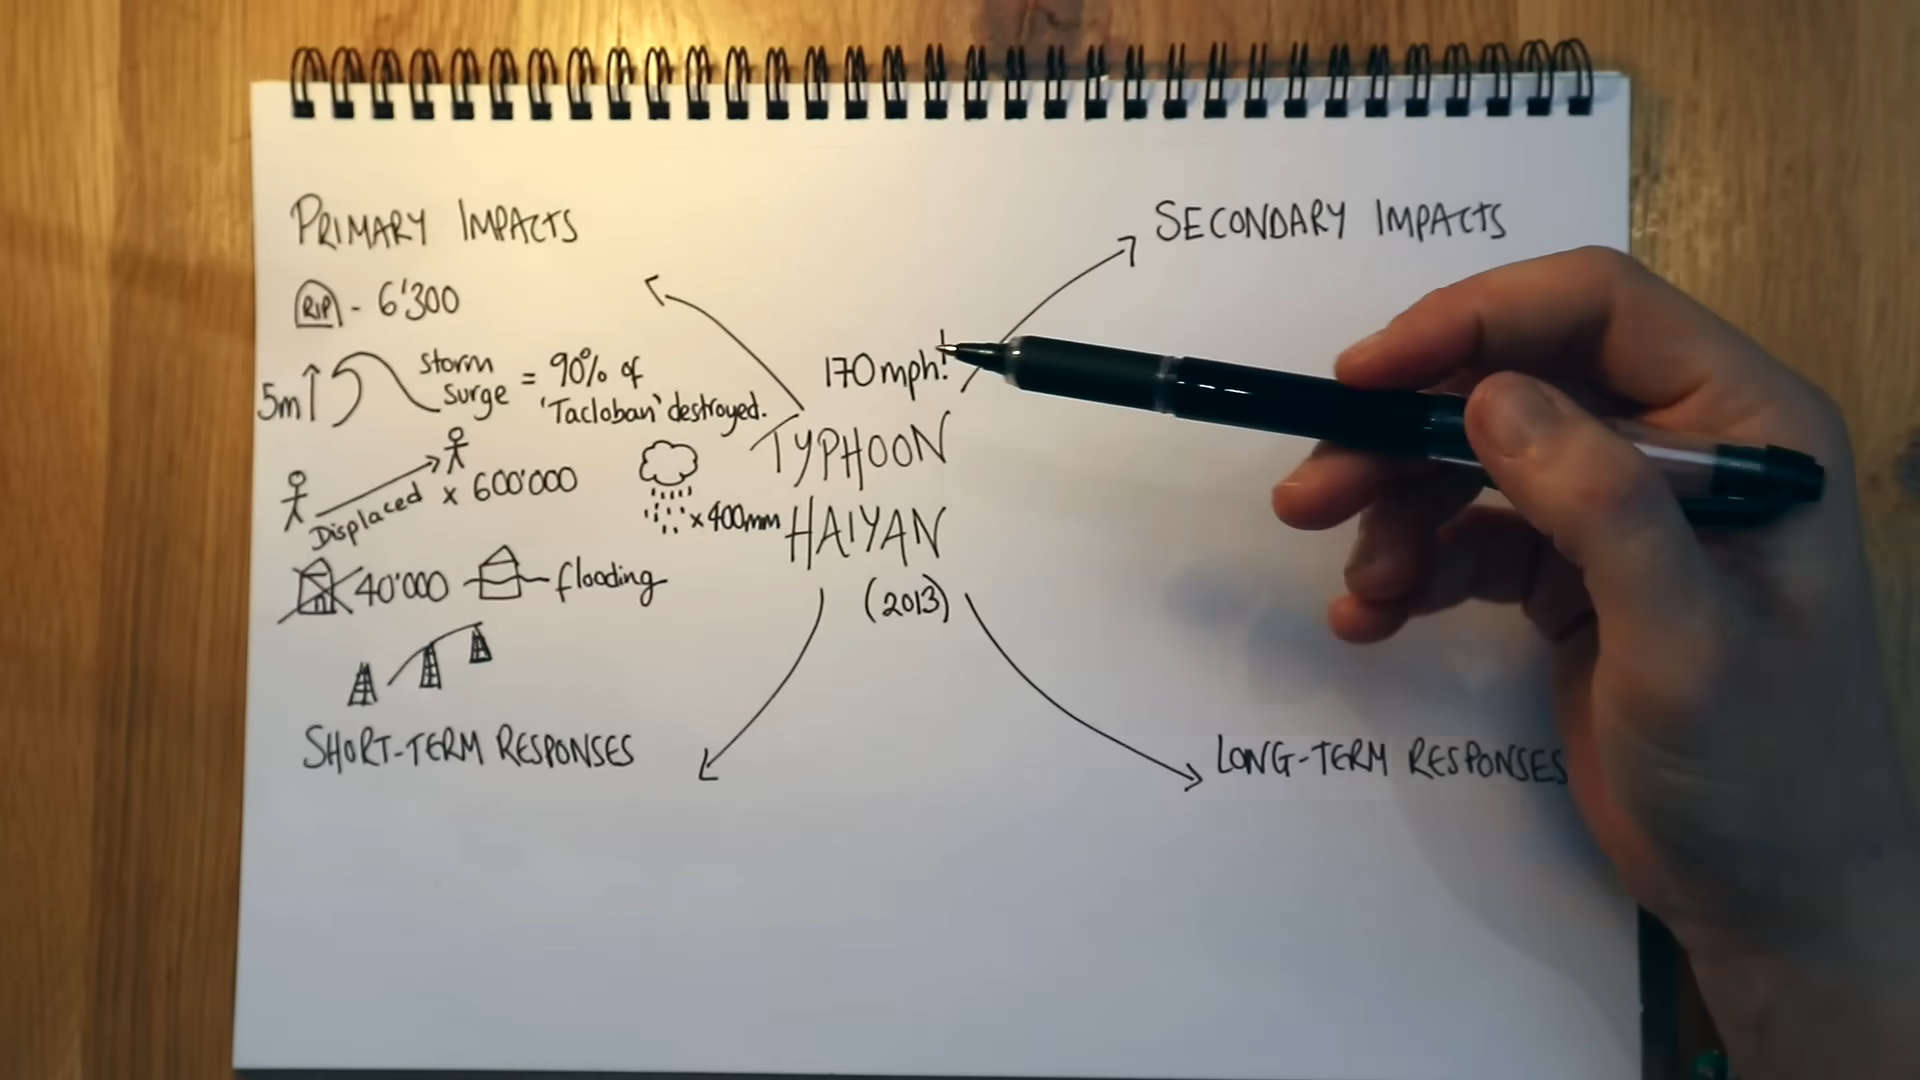 PRIMARY IMPACTS
RIP - 6'300
5m storm surge = 90% of 'Tacloban' destroyed.
Displaced x 600'000
x 400mm
40'000 flooding
170mph!
TYPHOON
HAIYAN
(2013)
SECONDARY IMPACTS
SHORT-TERM RESPONSES
LONG-TERM RESPONSES